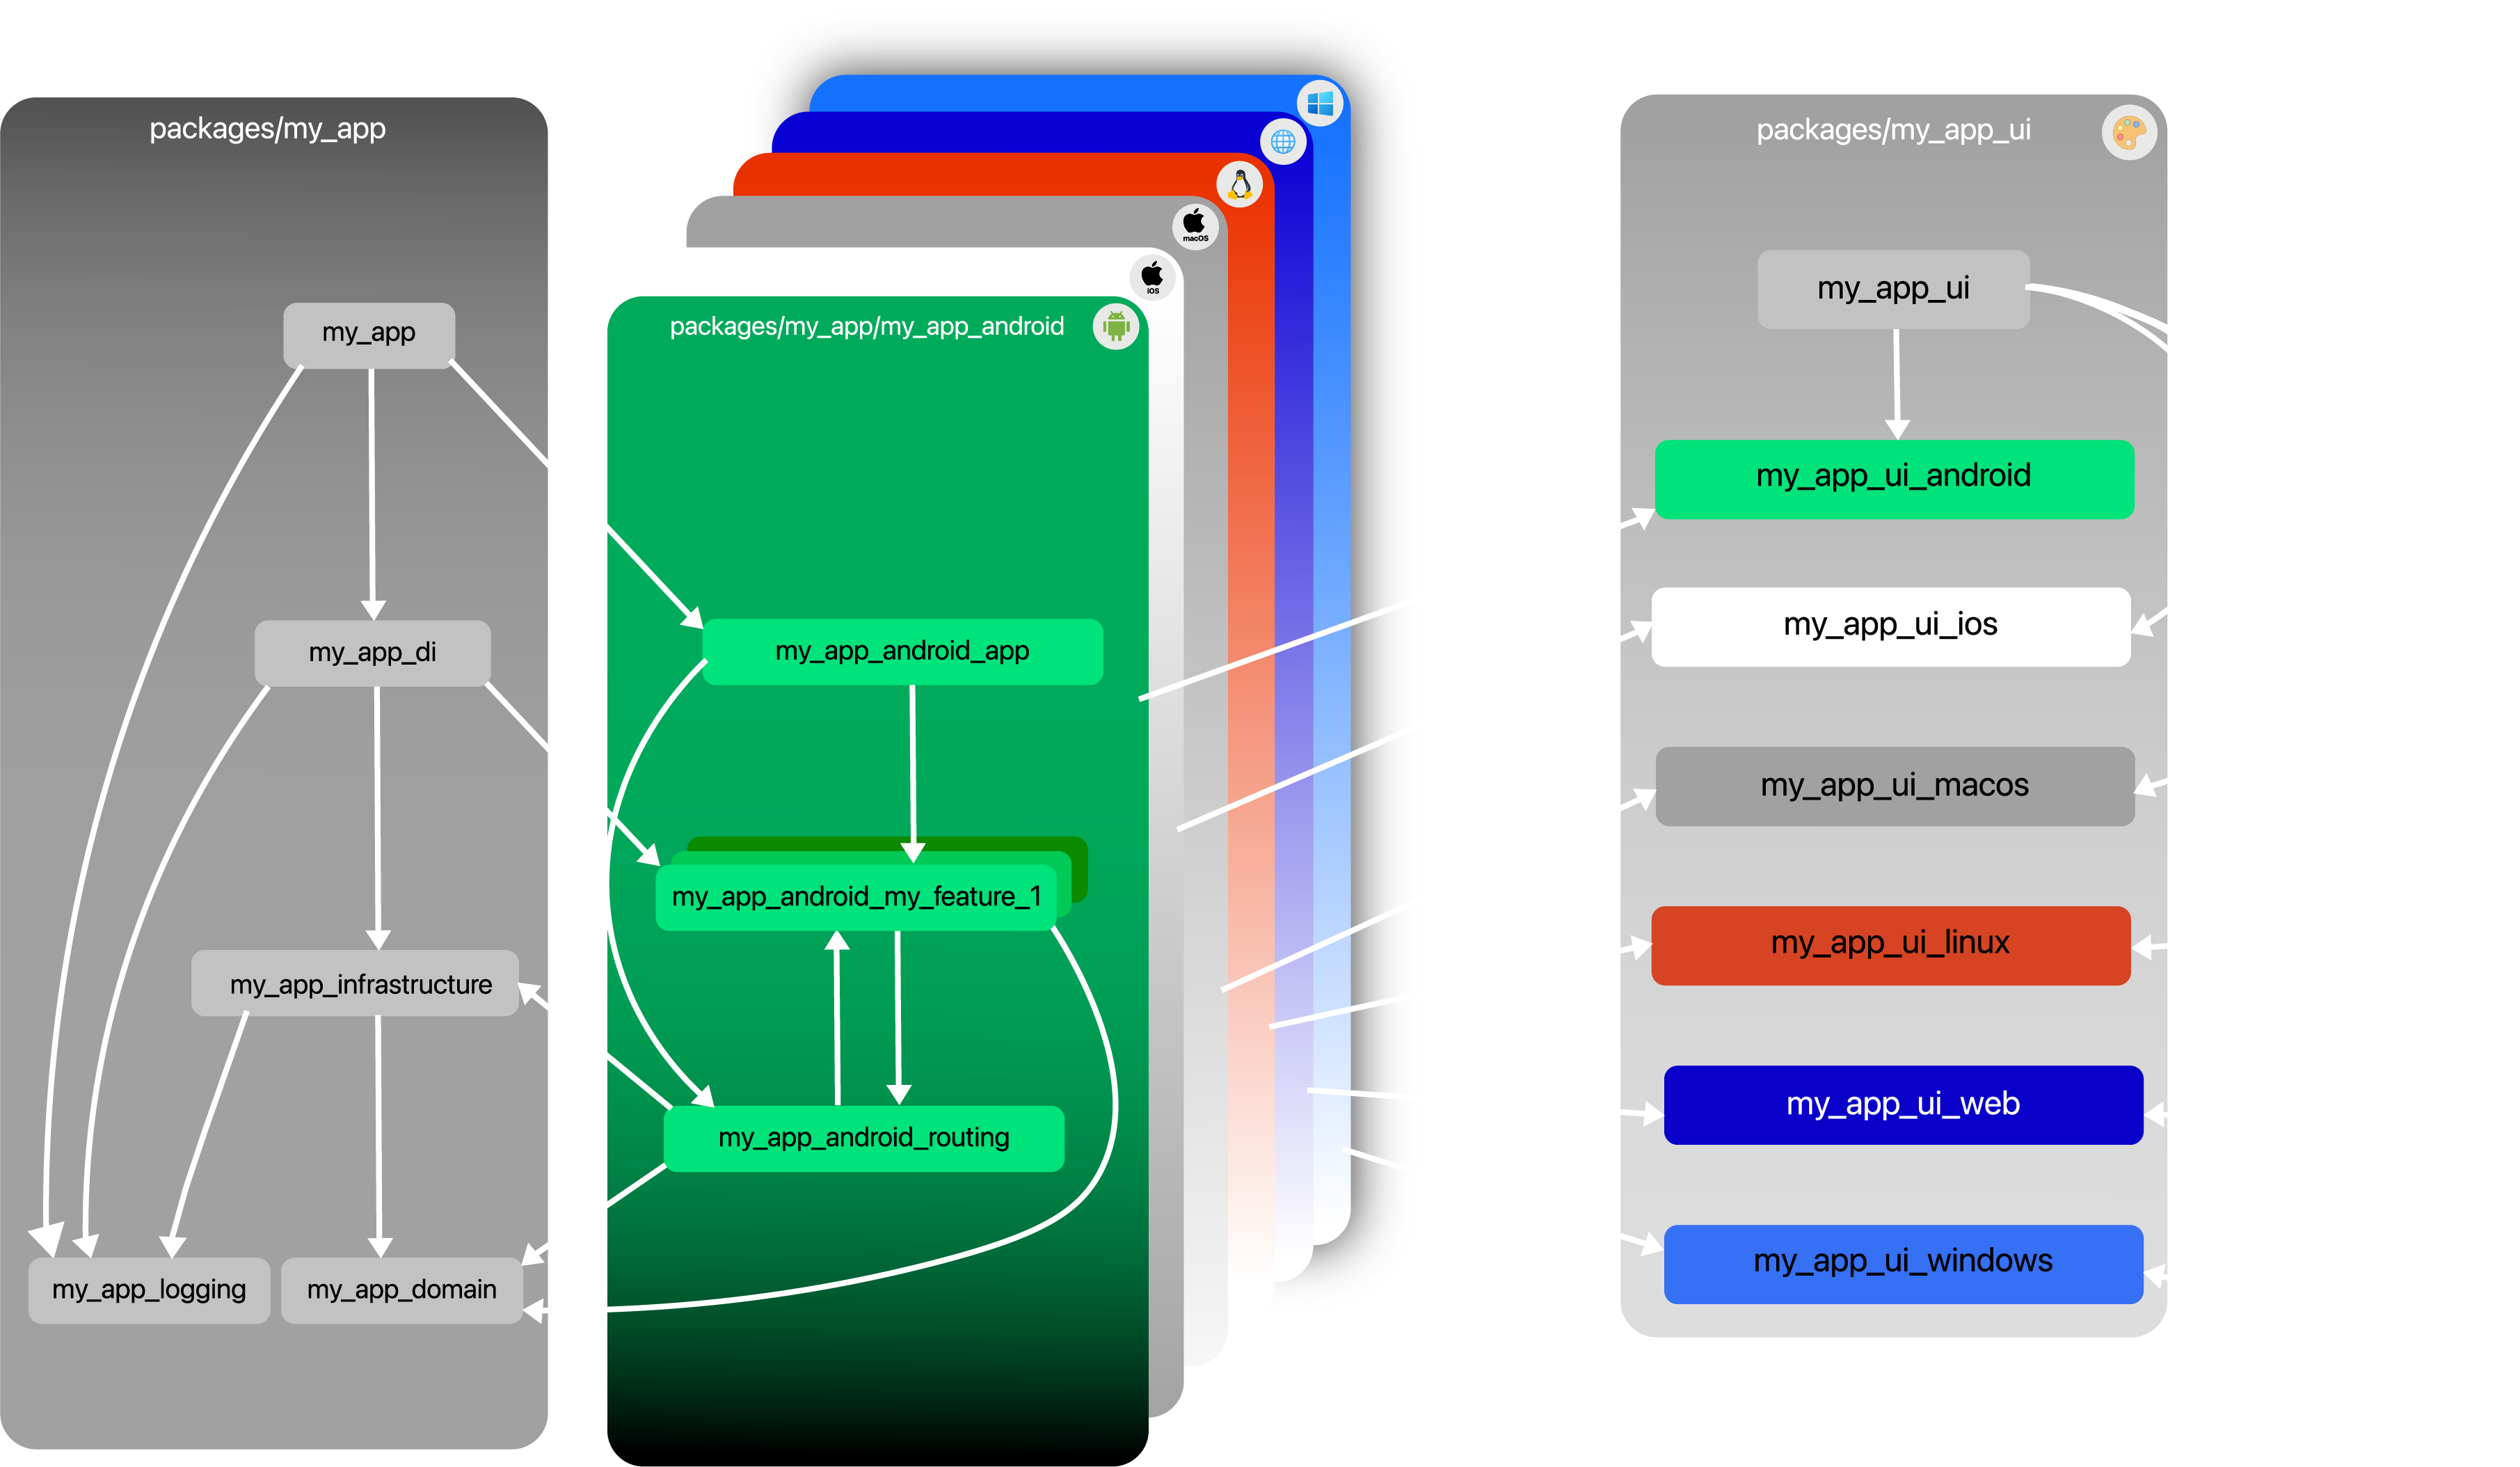 packages/my_app
my_app
my_app_di
my_app_infrastructure
my_app_logging
my_app_domain
macOS
iOS
packages/my_app/my_app_android
my_app_android_app
my_app_android_my_feature_1
my_app_android_routing
packages/my_app_ui
my_app_ui
my_app_ui_android
my_app_ui_ios
my_app_ui_macos
my_app_ui_linux
my_app_ui_web
my_app_ui_windows